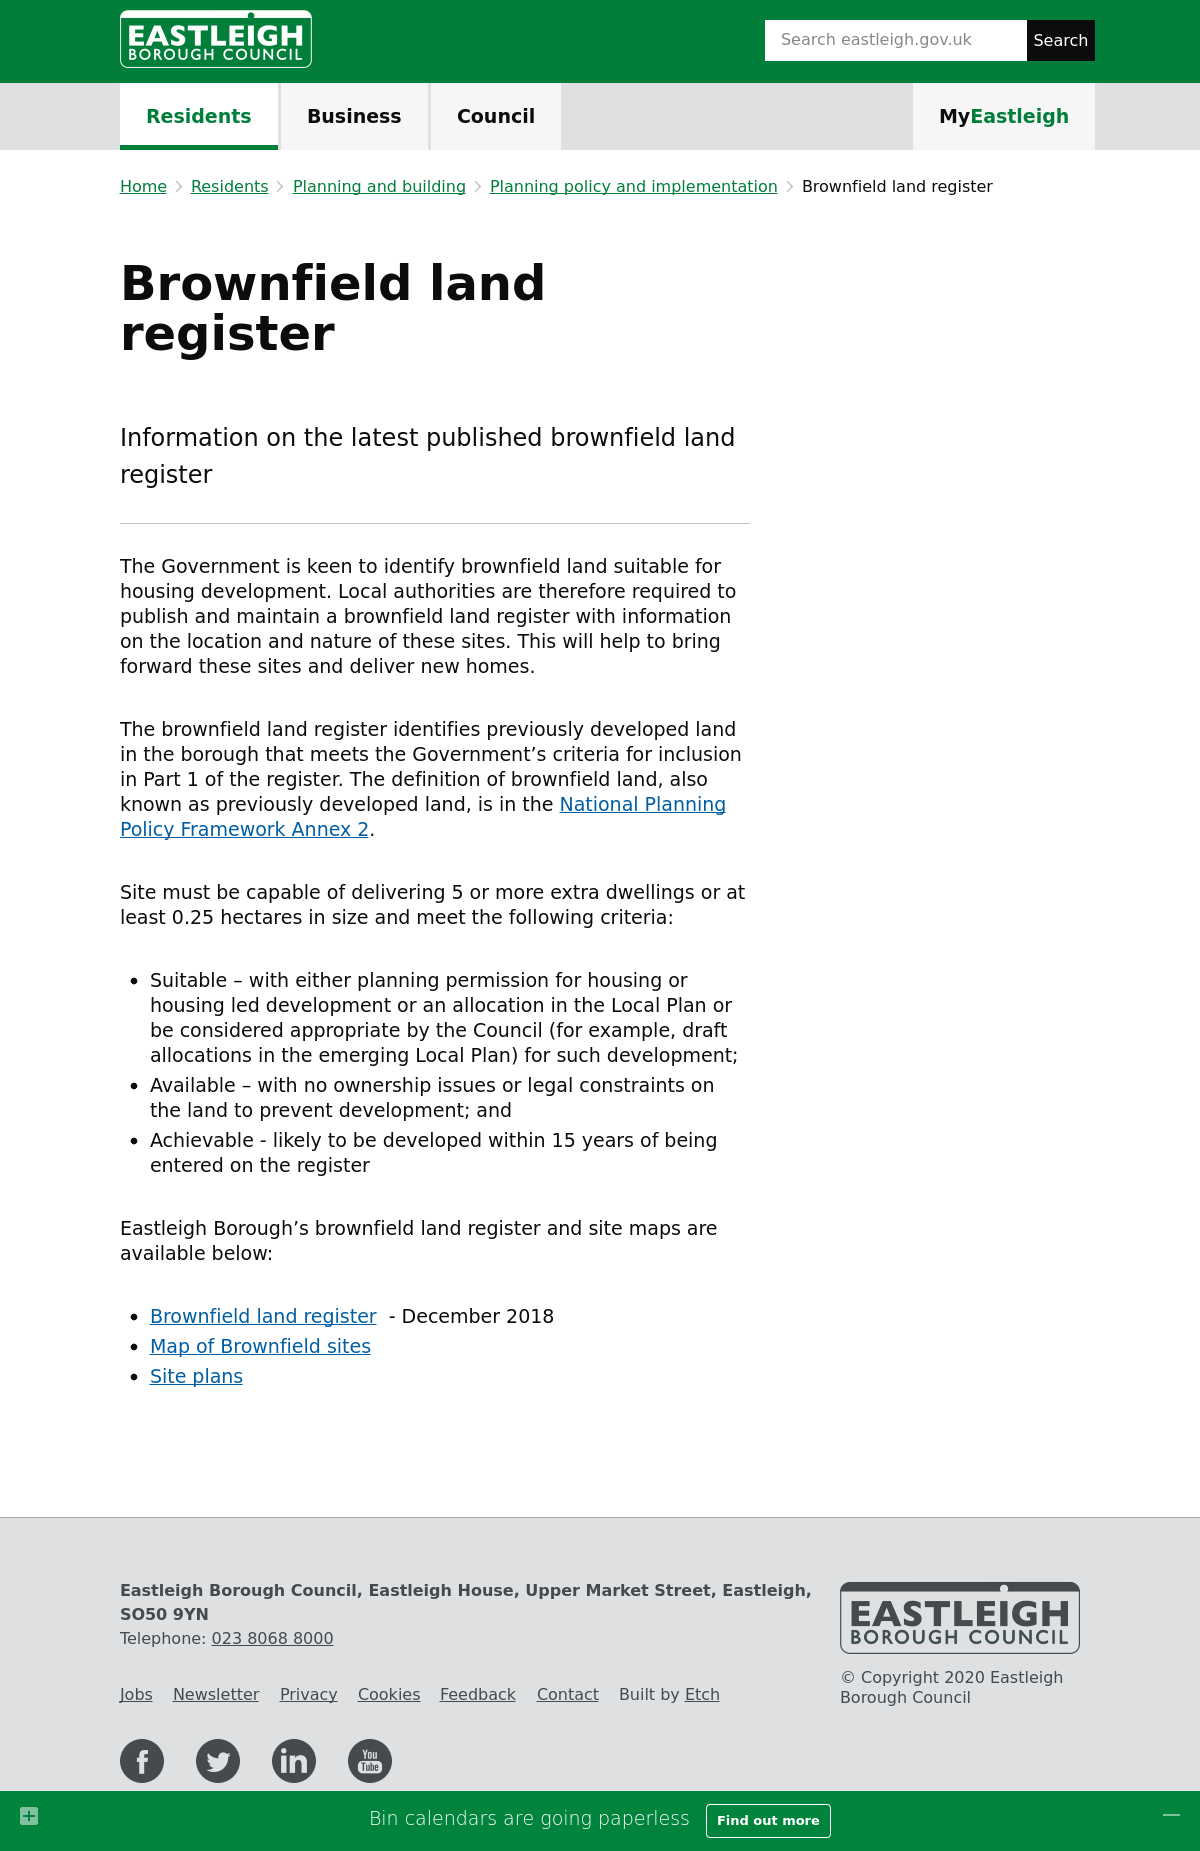 EASTLEIGH
BOROUGH COUNCIL
Search eastleigh.gov.uk
Search
Residents
Business
Council
MyEastleigh
Home
Residents
Planning and building
Planning policy and implementation
Brownfield land register
Brownfield land
register
Information on the latest published brownfield land
register
The Government is keen to identify brownfield land suitable for
housing development. Local authorities are therefore required to
publish and maintain a brownfield land register with information
on the location and nature of these sites. This will help to bring
forward these sites and deliver new homes.
The brownfield land register identifies previously developed land
in the borough that meets the Government’s criteria for inclusion
in Part 1 of the register. The definition of brownfield land, also
known as previously developed land, is in the National Planning
Policy Framework Annex 2.
Site must be capable of delivering 5 or more extra dwellings or at
least 0.25 hectares in size and meet the following criteria:
• Suitable – with either planning permission for housing or
housing led development or an allocation in the Local Plan or
be considered appropriate by the Council (for example, draft
allocations in the emerging Local Plan) for such development;
• Available – with no ownership issues or legal constraints on
the land to prevent development; and
• Achievable - likely to be developed within 15 years of being
entered on the register
Eastleigh Borough’s brownfield land register and site maps are
available below:
• Brownfield land register - December 2018
• Map of Brownfield sites
• Site plans
Eastleigh Borough Council, Eastleigh House, Upper Market Street, Eastleigh,
SO50 9YN
Telephone: 023 8068 8000
Jobs Newsletter Privacy Cookies Feedback Contact Built by Etch
f in You Tube
EASTLEIGH
BOROUGH COUNCIL
© Copyright 2020 Eastleigh
Borough Council
Bin calendars are going paperless Find out more